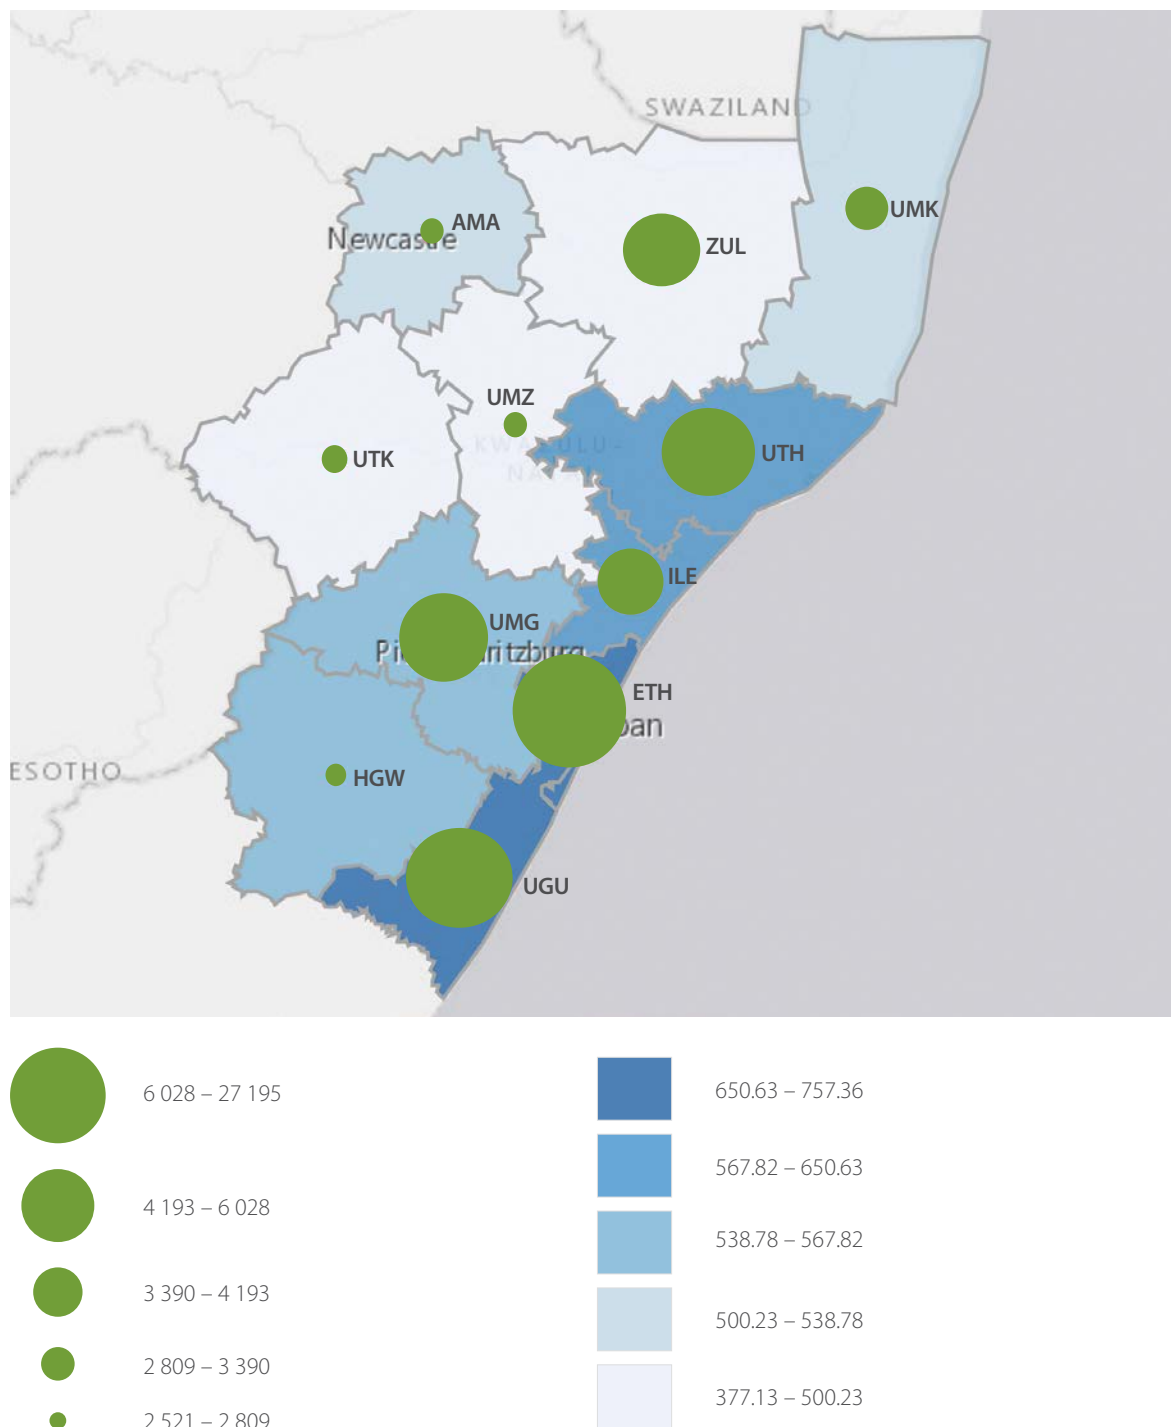 SWAZILAND
UMK
AMA
Newcastle
ZUL
UMZ
KWAZULU-
NATAL
UTK
UTH
ILE
UMG
ETH
ESOTHO
HGW
UGU
6 028 – 27 195
650.63 – 757.36
4 193 – 6 028
567.82 – 650.63
3 390 – 4 193
538.78 – 567.82
2 809 – 3 390
500.23 – 538.78
2 521 – 2 809
377.13 – 500.23